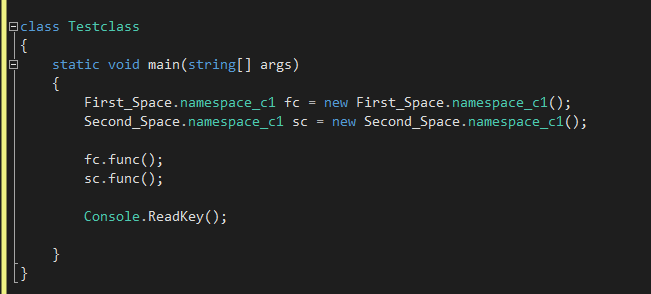 class Testclass
{
static void main(string[] args)
{
First_Space.namespace_c1 fc = new First_Space.namespace_c1();
Second_Space.namespace_c1 sc = new Second_Space.namespace_c1();
fc.func();
sc.func();
Console.ReadKey();
}
}